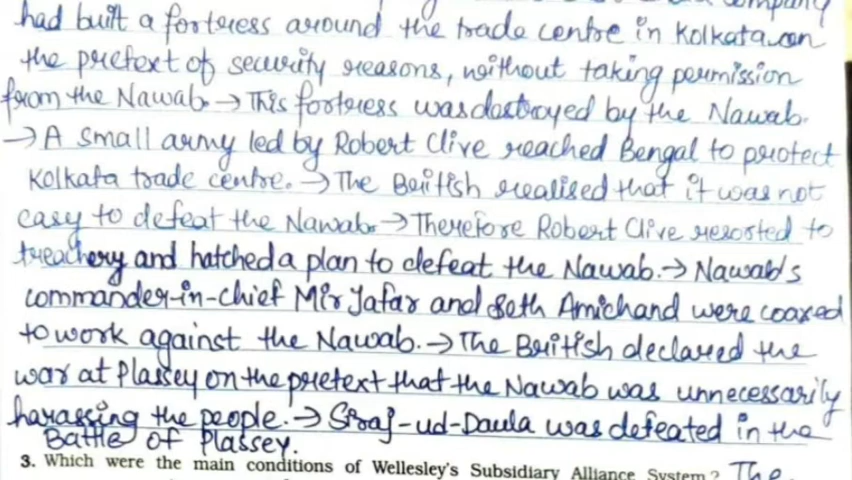 company
had built a fortress around the trade centre in Kolkata on
the pretext of security reasons, without taking permission
from the Nawab. → This fortress was destroyed by the Nawab.
→ A small army led by Robert Clive reached Bengal to protect
Kolkata trade centre. → The British realised that it was not
easy to defeat the Nawab. → Therefore Robert Clive resorted to
treachery and hatched a plan to defeat the Nawab. → Nawab's
commander-in-chief Mir Jafar and Seth Amichand were coaxed
to work against the Nawab. → The British declared the
war at Plassey on the pretext that the Nawab was unnecessarily
harassing the people. → Siraj-ud-Daula was defeated in the
Battle of Plassey.
3. Which were the main conditions of Wellesley's Subsidiary Alliance System? The